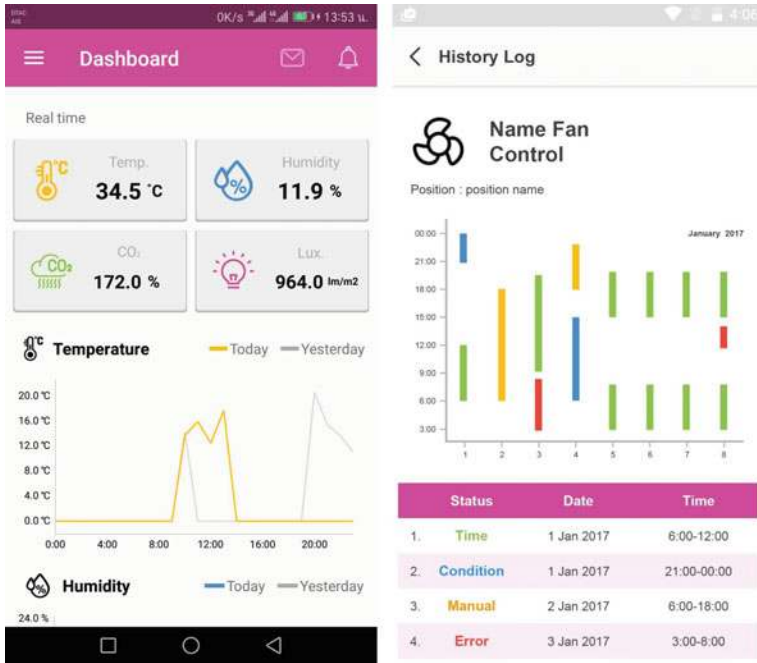 DTAC
AIS
0K/s 3G 4G 13:53 น.
Dashboard
Real time
°C
Temp.
34.5 °C
%
Humidity
11.9 %
CO₂
CO₂
172.0 %
Lux.
964.0 lm/m2
°C
Temperature
Today
Yesterday
20.0 °C
16.0 °C
12.0 °C
8.0 °C
4.0 °C
0.0 °C
0:00 4:00 8:00 12:00 16:00 20:00
%
Humidity
Today
Yesterday
24.0 %
4:06
History Log
Name Fan
Control
Position : position name
January 2017
00:00
21:00
18:00
15:00
12:00
9:00
6:00
3:00
1 2 3 4 5 6 7 8
Status Date Time
1. Time 1 Jan 2017 6:00-12:00
2. Condition 1 Jan 2017 21:00-00:00
3. Manual 2 Jan 2017 6:00-18:00
4. Error 3 Jan 2017 3:00-8:00